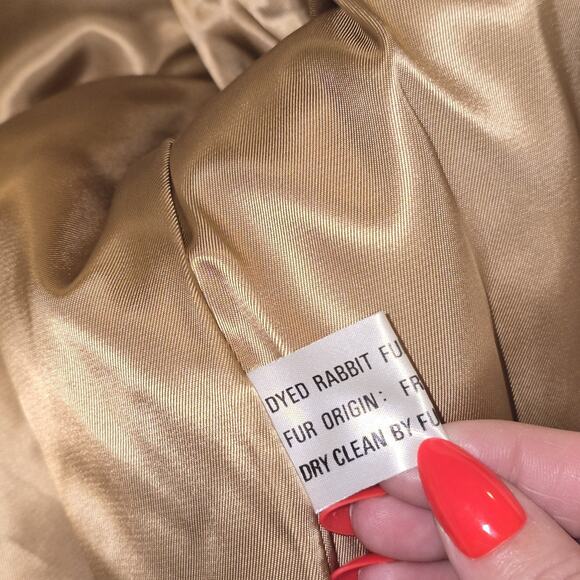 DYED RABBIT FU
FUR ORIGIN: FR
DRY CLEAN BY FU